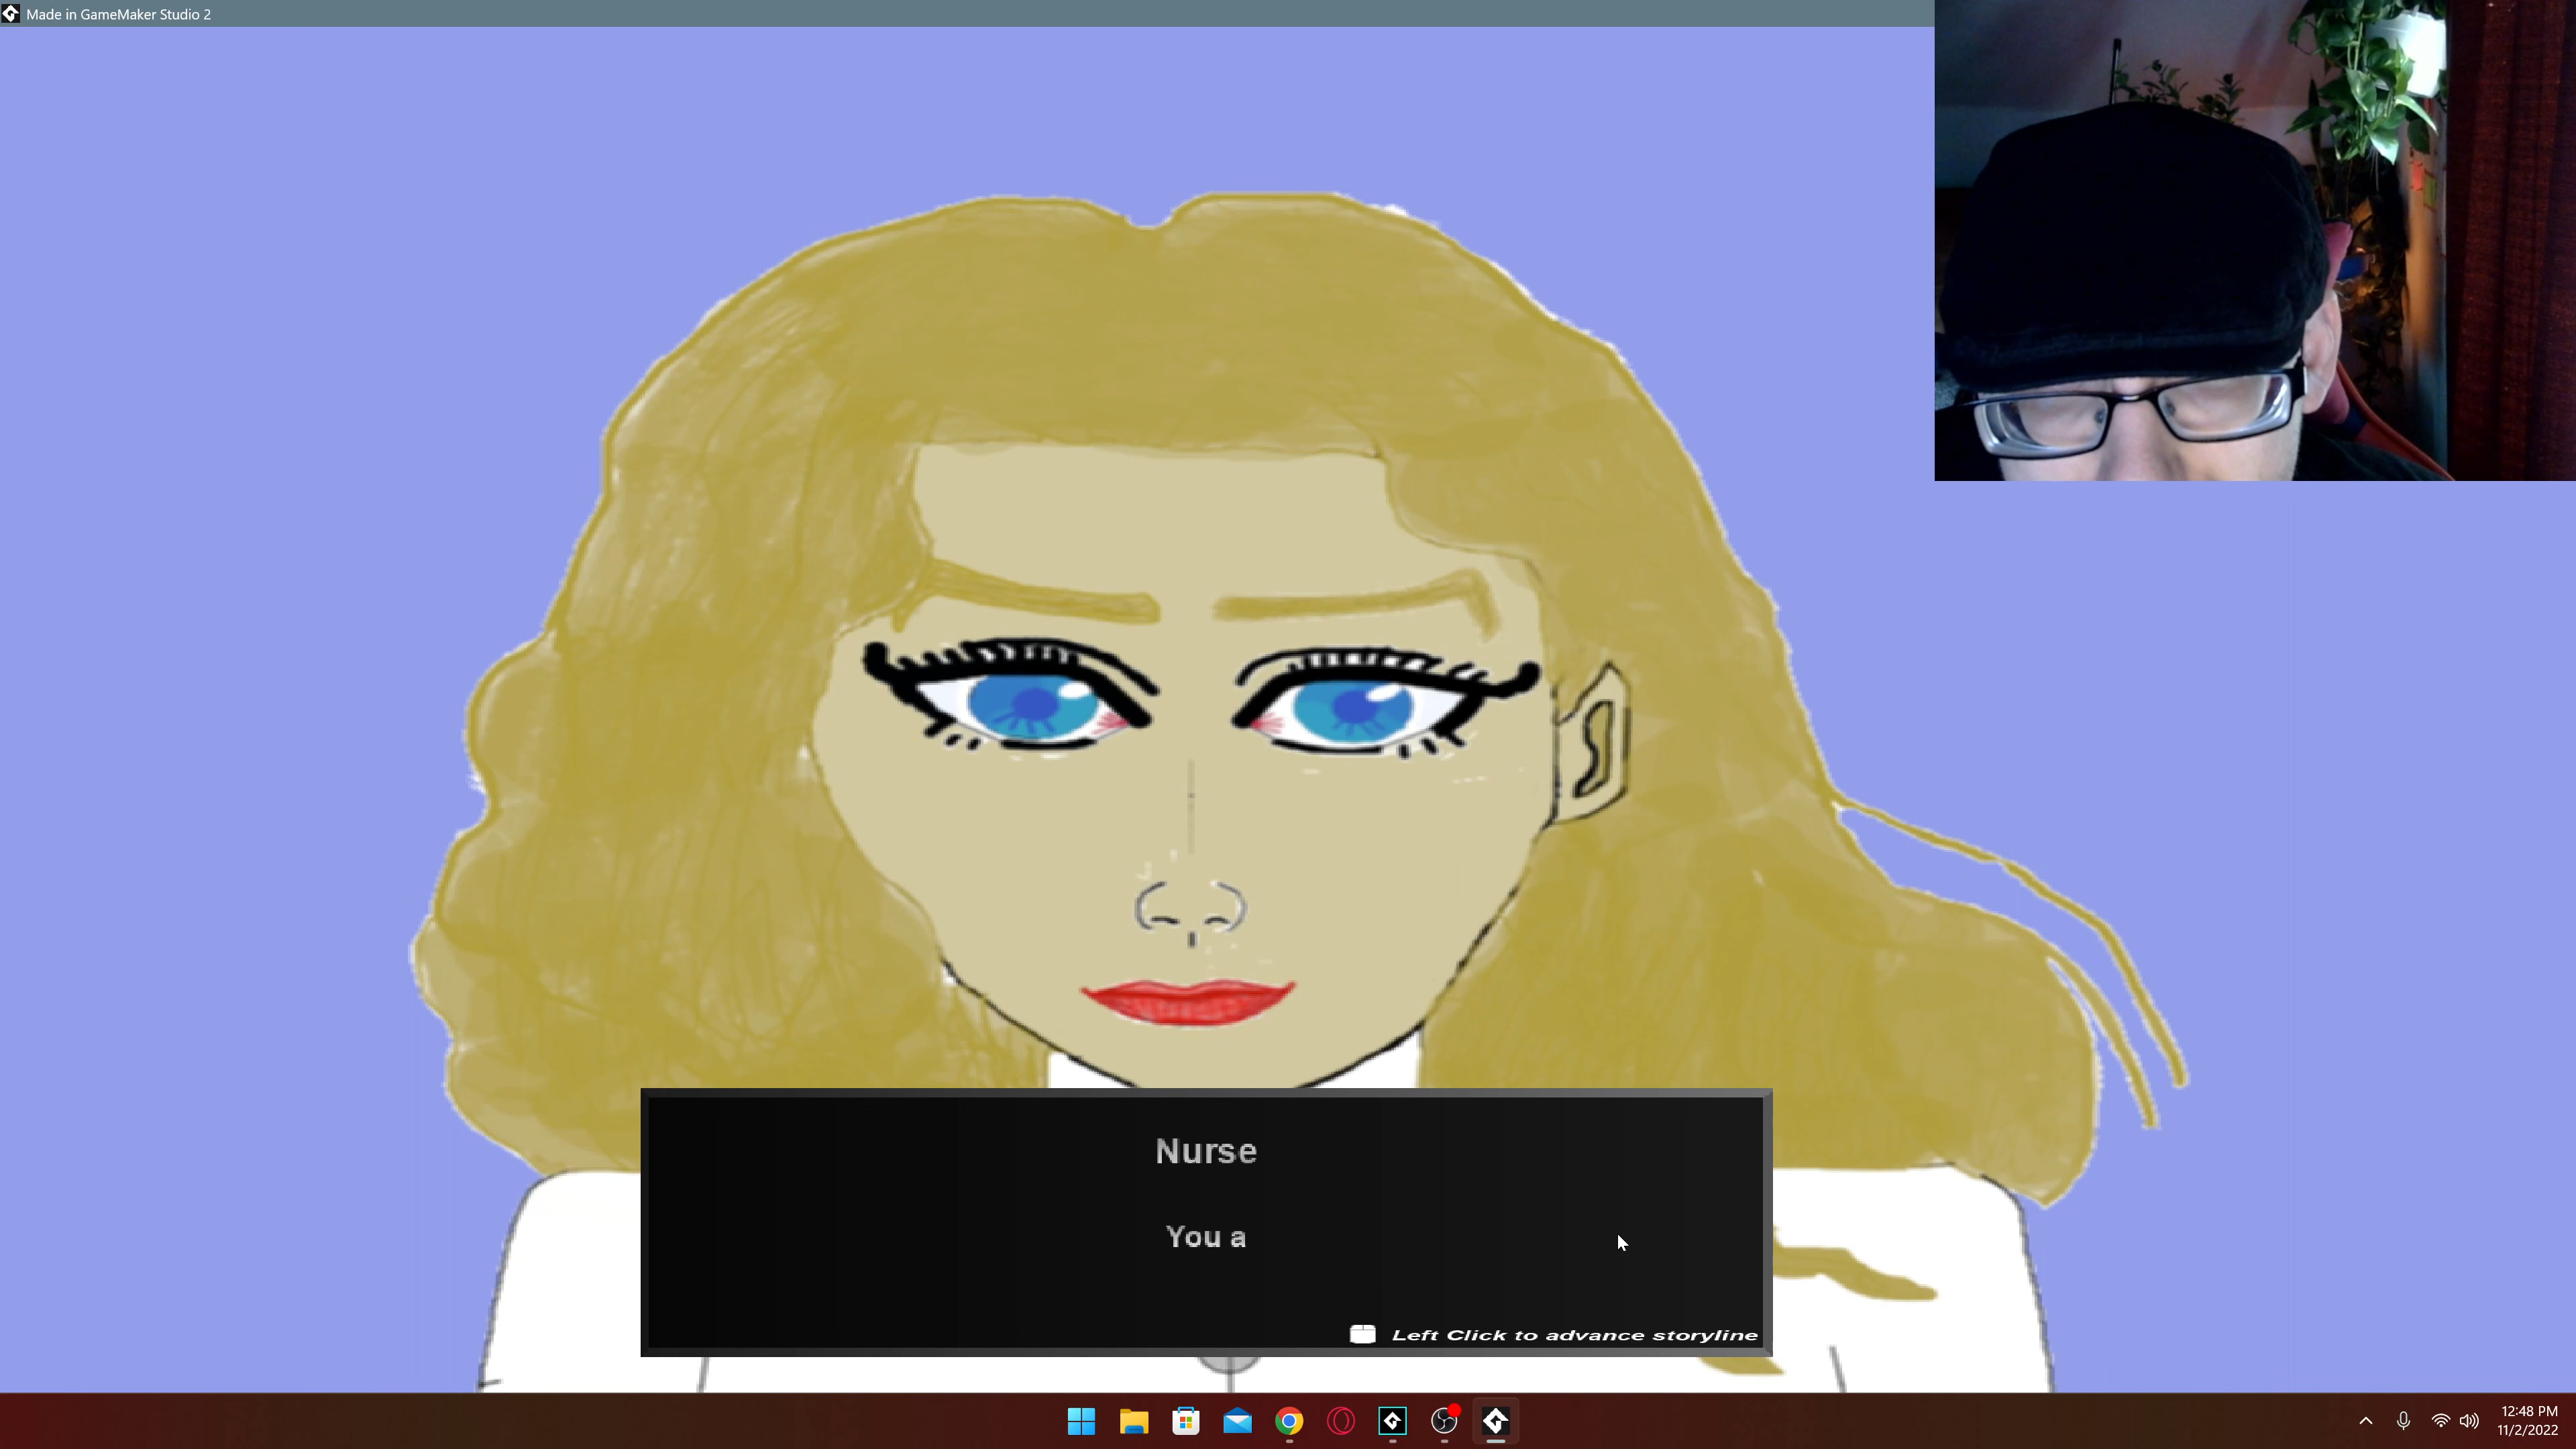 Made in GameMaker Studio 2
Nurse
You a
Left Click to advance storyline
12:48 PM
11/2/2022